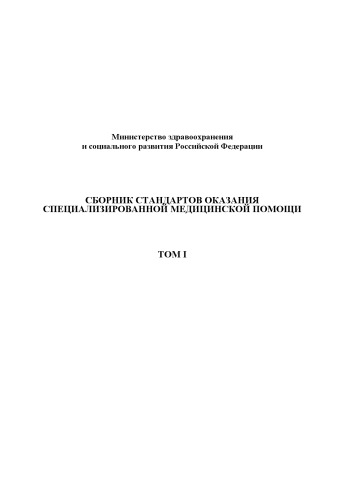 Министерство здравоохранения
и социального развития Российской Федерации
СБОРНИК СТАНДАРТОВ ОКАЗАНИЯ
СПЕЦИАЛИЗИРОВАННОЙ МЕДИЦИНСКОЙ ПОМОЩИ
ТОМ I